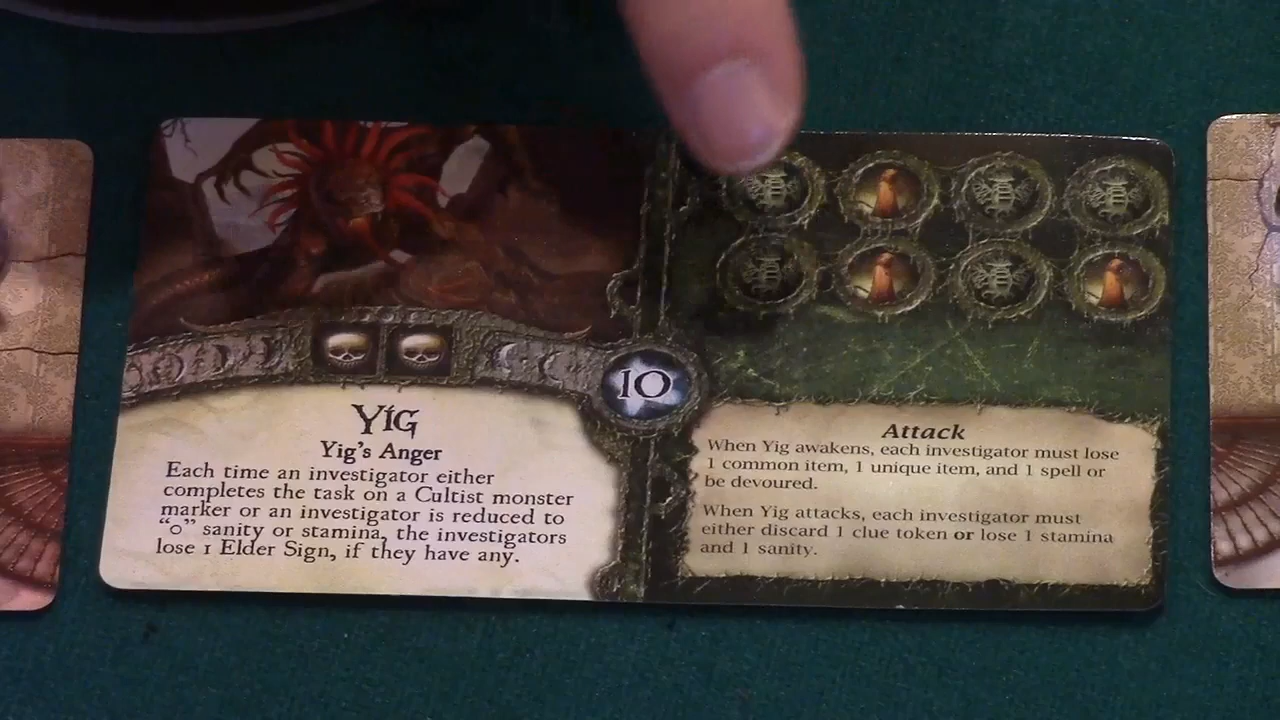 YIG
Yig's Anger
Each time an investigator either
completes the task on a Cultist monster
marker or an investigator is reduced to
"0" sanity or stamina, the investigators
lose 1 Elder Sign, if they have any.
10
Attack
When Yig awakens, each investigator must lose
1 common item, 1 unique item, and 1 spell or
be devoured.
When Yig attacks, each investigator must
either discard 1 clue token or lose 1 stamina
and 1 sanity.